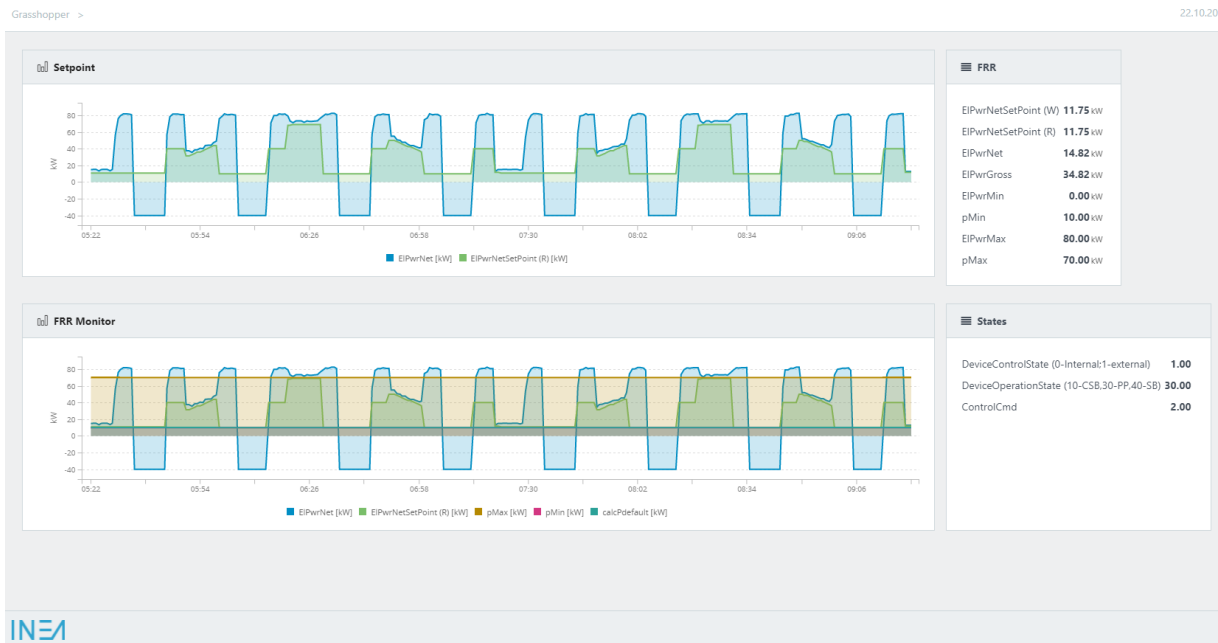 Grasshopper >
22.10.20
Setpoint
80
60
40
20
0
-20
-40
kW
05:22 05:54 06:26 06:58 07:30 08:02 08:34 09:06
ElPwrNet [kW] ElPwrNetSetPoint (R) [kW]
FRR
ElPwrNetSetPoint (W) 11.75 kW
ElPwrNetSetPoint (R) 11.75 kW
ElPwrNet 14.82 kW
ElPwrGross 34.82 kW
ElPwrMin 0.00 kW
pMin 10.00 kW
ElPwrMax 80.00 kW
pMax 70.00 kW
FRR Monitor
80
60
40
20
0
-20
-40
kW
05:22 05:54 06:26 06:58 07:30 08:02 08:34 09:06
ElPwrNet [kW] ElPwrNetSetPoint (R) [kW] pMax [kW] pMin [kW] calcPdefault [kW]
States
DeviceControlState (0-Internal;1-external) 1.00
DeviceOperationState (10-CSB,30-PP,40-SB) 30.00
ControlCmd 2.00
INEA